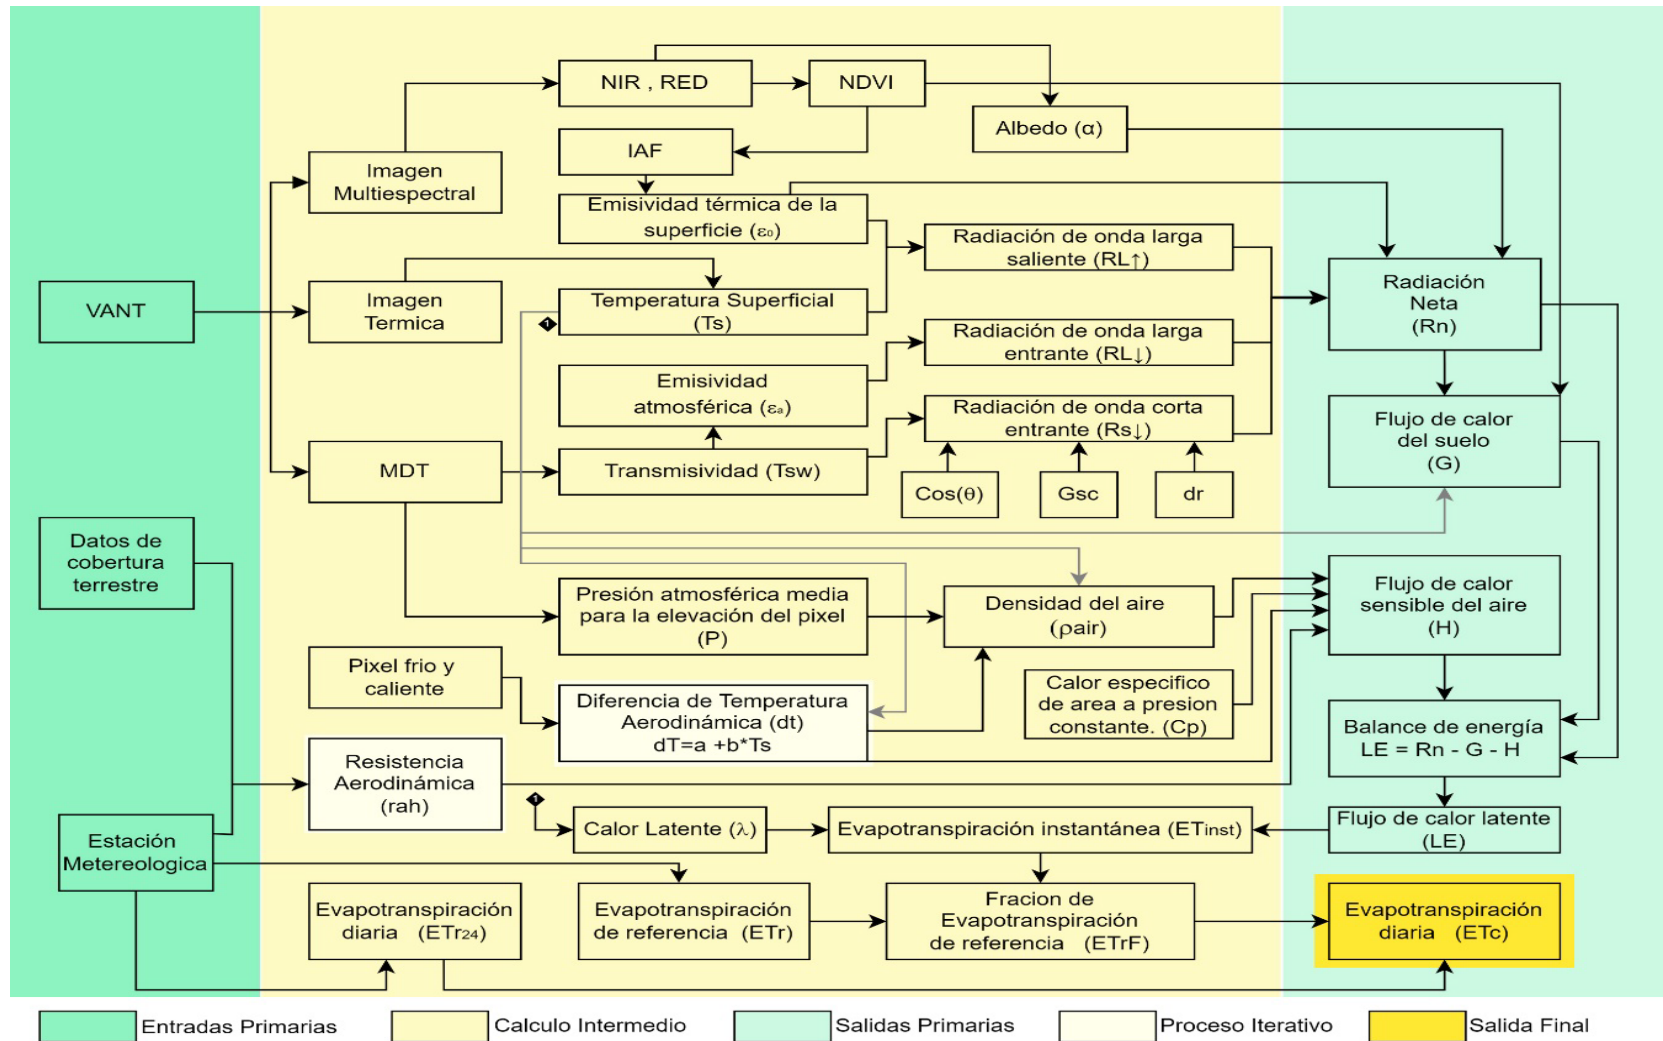 NIR , RED
NDVI
Albedo (α)
IAF
Imagen
Multiespectral
Emisividad térmica de la
superficie (ε₀)
Radiación de onda larga
saliente (RL↑)
VANT
Imagen
Termica
Temperatura Superficial
(Ts)
1
Radiación
Neta
(Rn)
Radiación de onda larga
entrante (RL↓)
Emisividad
atmosférica (εₐ)
Radiación de onda corta
entrante (Rs↓)
Flujo de calor
del suelo
(G)
MDT
Transmisividad (Tsw)
Cos(θ)
Gsc
dr
Datos de
cobertura
terrestre
Presión atmosférica media
para la elevación del pixel
(P)
Densidad del aire
(ρair)
Flujo de calor
sensible del aire
(H)
Pixel frio y
caliente
Diferencia de Temperatura
Aerodinámica (dt)
dT=a +b*Ts
Calor especifico
de area a presion
constante. (Cp)
Balance de energía
LE = Rn - G - H
Resistencia
Aerodinámica
(rah)
1
Estación
Metereologica
Calor Latente (λ)
Evapotranspiración instantánea (ETinst)
Flujo de calor latente
(LE)
Evapotranspiración
diaria (ETr24)
Evapotranspiración
de referencia (ETr)
Fracion de
Evapotranspiración
de referencia (ETrF)
Evapotranspiración
diaria (ETc)
Entradas Primarias
Calculo Intermedio
Salidas Primarias
Proceso Iterativo
Salida Final